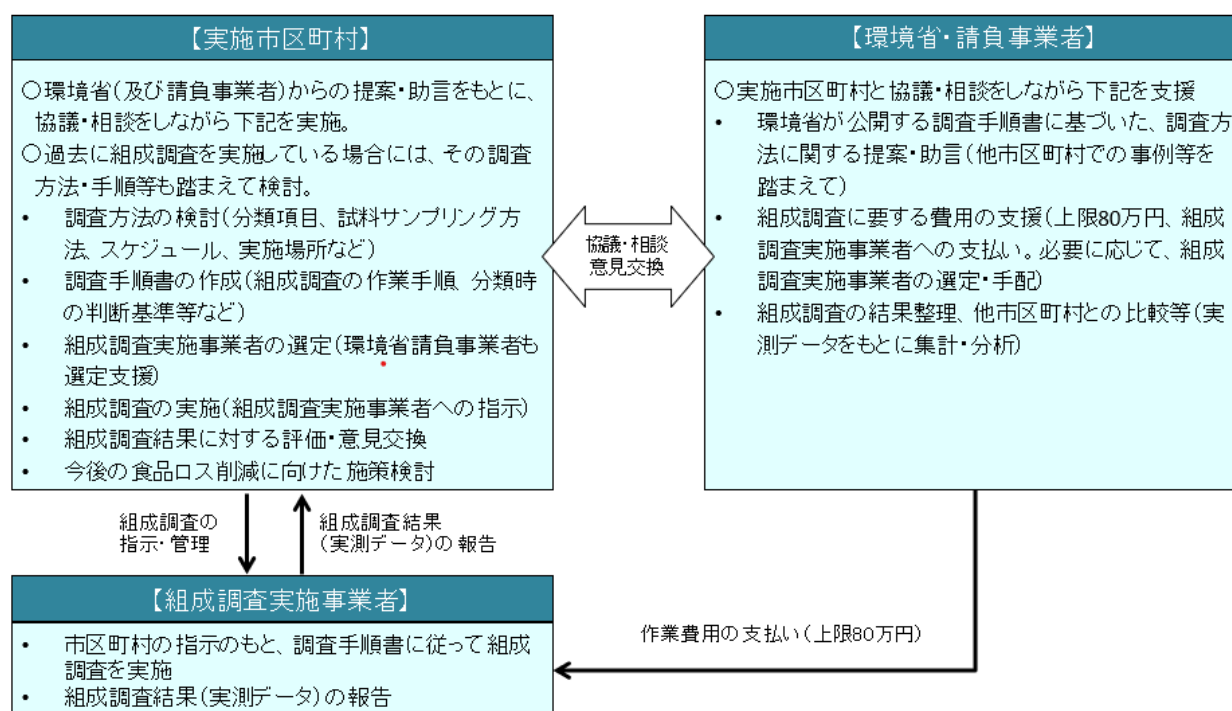 【実施市区町村】
○環境省(及び請負事業者)からの提案・助言をもとに、
協議・相談をしながら下記を実施。
○過去に組成調査を実施している場合には、その調査
方法・手順等も踏まえて検討。
• 調査方法の検討(分類項目、試料サンプリング方
法、スケジュール、実施場所など)
• 調査手順書の作成(組成調査の作業手順、分類時
の判断基準等など)
• 組成調査実施事業者の選定(環境省請負事業者も
選定支援)
• 組成調査の実施(組成調査実施事業者への指示)
• 組成調査結果に対する評価・意見交換
• 今後の食品ロス削減に向けた施策検討
協議・相談
意見交換
【環境省・請負事業者】
○実施市区町村と協議・相談をしながら下記を支援
• 環境省が公開する調査手順書に基づいた、調査方
法に関する提案・助言(他市区町村での事例等を
踏まえて)
• 組成調査に要する費用の支援(上限80万円、組成
調査実施事業者への支払い。必要に応じて、組成
調査実施事業者の選定・手配)
• 組成調査の結果整理、他市区町村との比較等(実
測データをもとに集計・分析)
組成調査の
指示・管理
組成調査結果
(実測データ)の報告
【組成調査実施事業者】
• 市区町村の指示のもと、調査手順書に従って組成
調査を実施
• 組成調査結果(実測データ)の報告
作業費用の支払い(上限80万円)